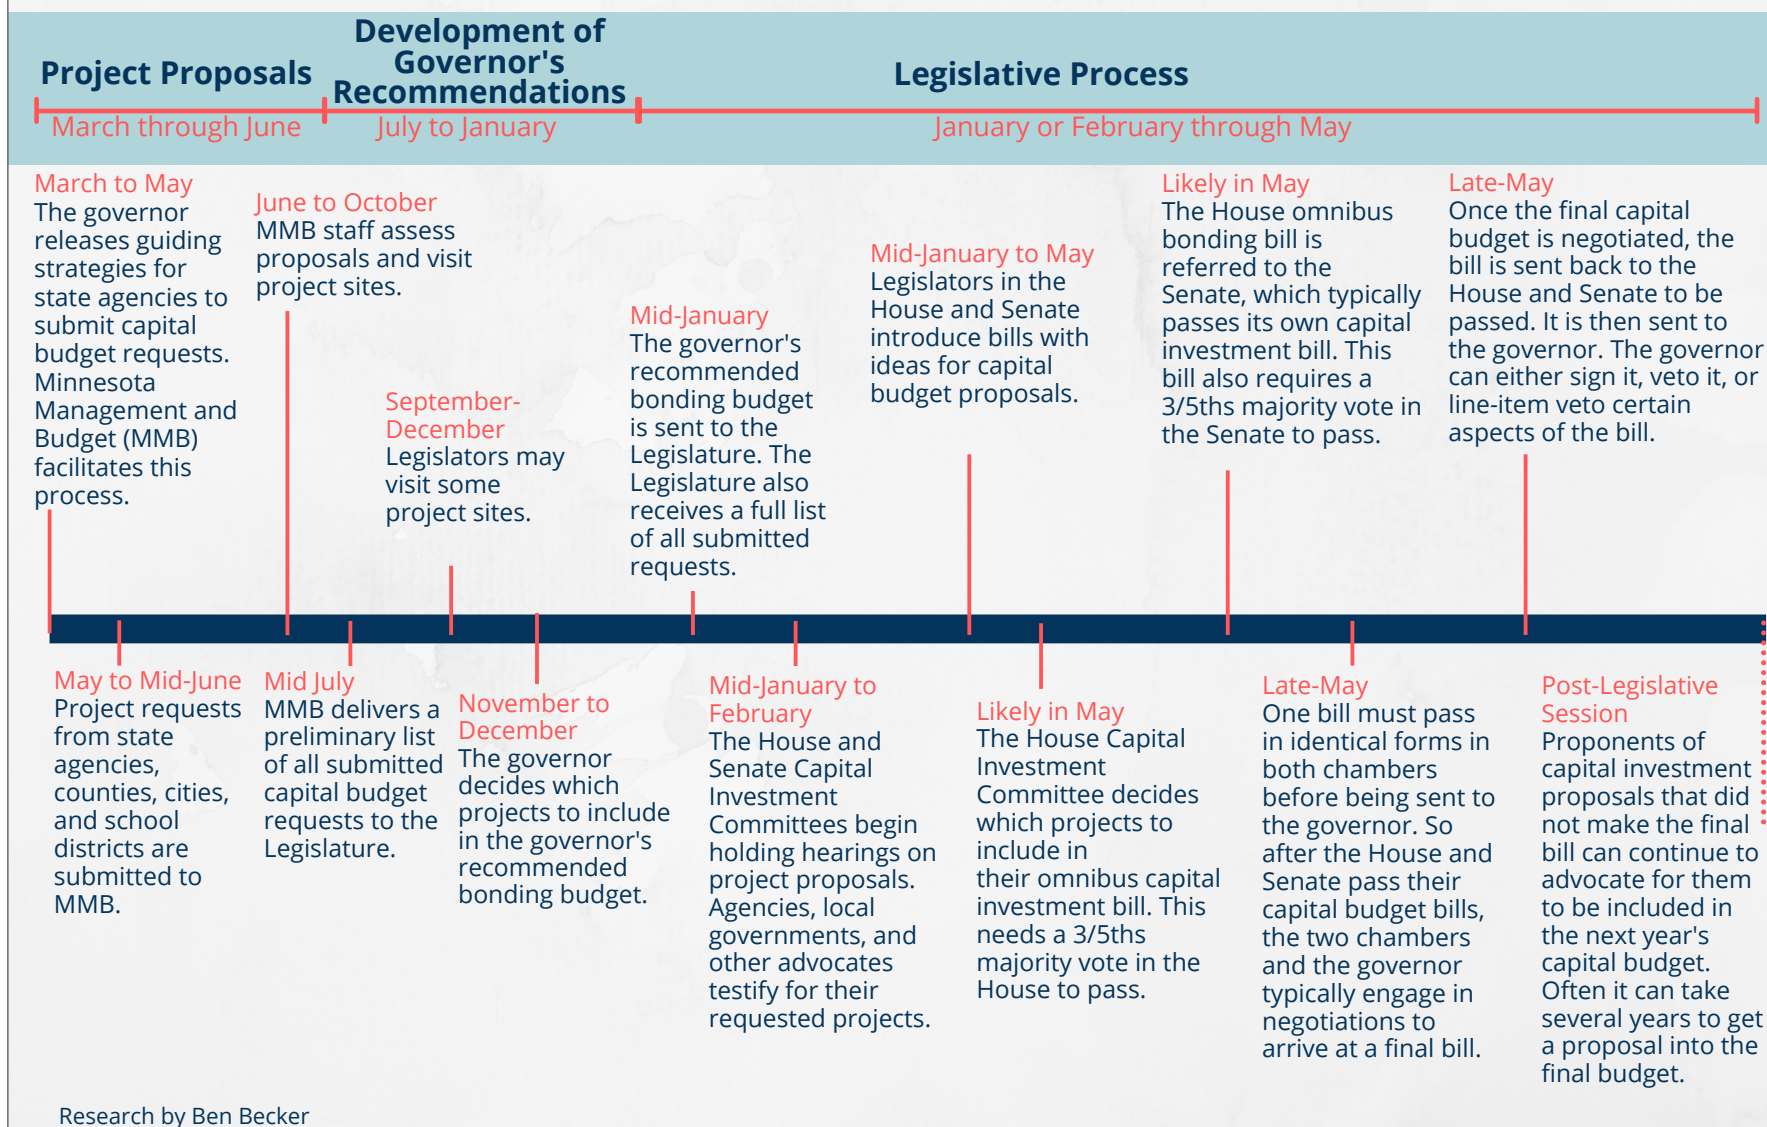 Project Proposals
March through June
Development of
Governor's
Recommendations
July to January
Legislative Process
January or February through May
March to May
The governor
releases guiding
strategies for
state agencies to
submit capital
budget requests.
Minnesota
Management and
Budget (MMB)
facilitates this
process.
June to October
MMB staff assess
proposals and visit
project sites.
September-
December
Legislators may
visit some
project sites.
Mid-January
The governor's
recommended
bonding budget
is sent to the
Legislature. The
Legislature also
receives a full list
of all submitted
requests.
Mid-January to May
Legislators in the
House and Senate
introduce bills with
ideas for capital
budget proposals.
Likely in May
The House omnibus
bonding bill is
referred to the
Senate, which typically
passes its own capital
investment bill. This
bill also requires a
3/5ths majority vote in
the Senate to pass.
Late-May
Once the final capital
budget is negotiated, the
bill is sent back to the
House and Senate to be
passed. It is then sent to
the governor. The governor
can either sign it, veto it, or
line-item veto certain
aspects of the bill.
May to Mid-June
Project requests
from state
agencies,
counties, cities,
and school
districts are
submitted to
MMB.
Mid July
MMB delivers a
preliminary list
of all submitted
capital budget
requests to the
Legislature.
November to
December
The governor
decides which
projects to include
in the governor's
recommended
bonding budget.
Mid-January to
February
The House and
Senate Capital
Investment
Committees begin
holding hearings on
project proposals.
Agencies, local
governments, and
other advocates
testify for their
requested projects.
Likely in May
The House Capital
Investment
Committee decides
which projects to
include in
their omnibus capital
investment bill. This
needs a 3/5ths
majority vote in the
House to pass.
Late-May
One bill must pass
in identical forms in
both chambers
before being sent to
the governor. So
after the House and
Senate pass their
capital budget bills,
the two chambers
and the governor
typically engage in
negotiations to
arrive at a final bill.
Post-Legislative
Session
Proponents of
capital investment
proposals that did
not make the final
bill can continue to
advocate for them
to be included in
the next year's
capital budget.
Often it can take
several years to get
a proposal into the
final budget.
Research by Ben Becker